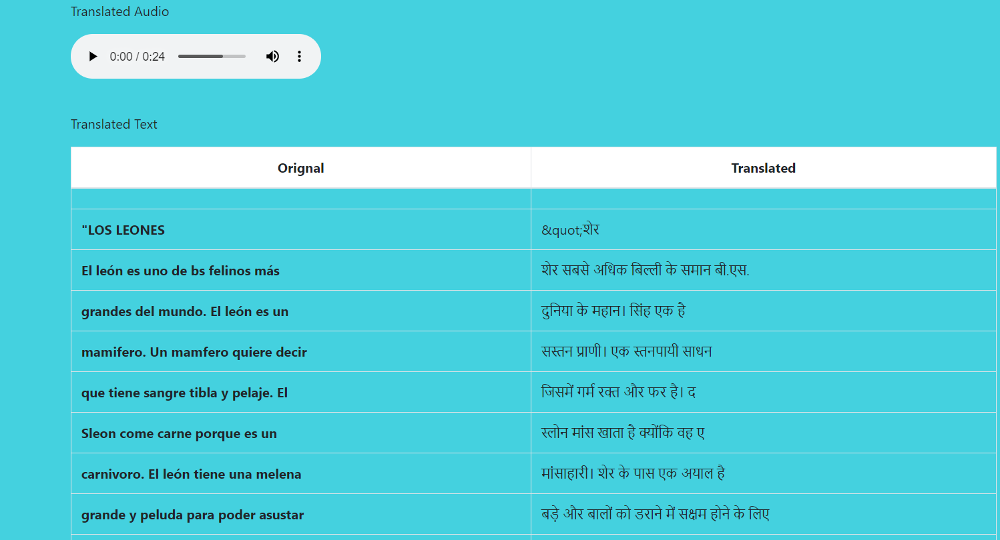 Translated Audio
0:00 / 0:24
Translated Text
Orignal Translated
"LOS LEONES &quot;शेर
El león es uno de bs felinos más शेर सबसे अधिक बिल्ली के समान बी.एस.
grandes del mundo. El león es un दुनिया के महान। सिंह एक है
mamifero. Un mamfero quiere decir सस्तन प्राणी। एक स्तनपायी साधन
que tiene sangre tibla y pelaje. El जिसमें गर्म रक्त और फर है। द
Sleon come carne porque es un स्लोन मांस खाता है क्योंकि वह ए
carnivoro. El león tiene una melena मांसाहारी। शेर के पास एक अयाल है
grande y peluda para poder asustar बड़े और बालों को डराने में सक्षम होने के लिए